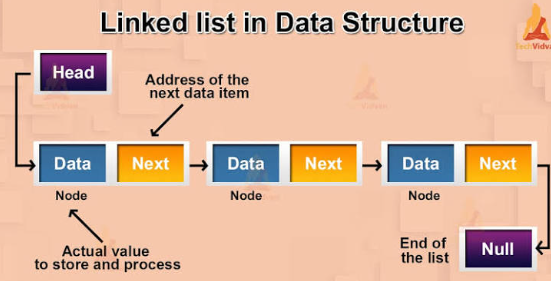 Linked list in Data Structure
TechVidvan
Head
Address of the
next data item
Data
Next
Data
Next
Data
Next
Node
Node
Node
Actual value
to store and process
End of
the list
Null